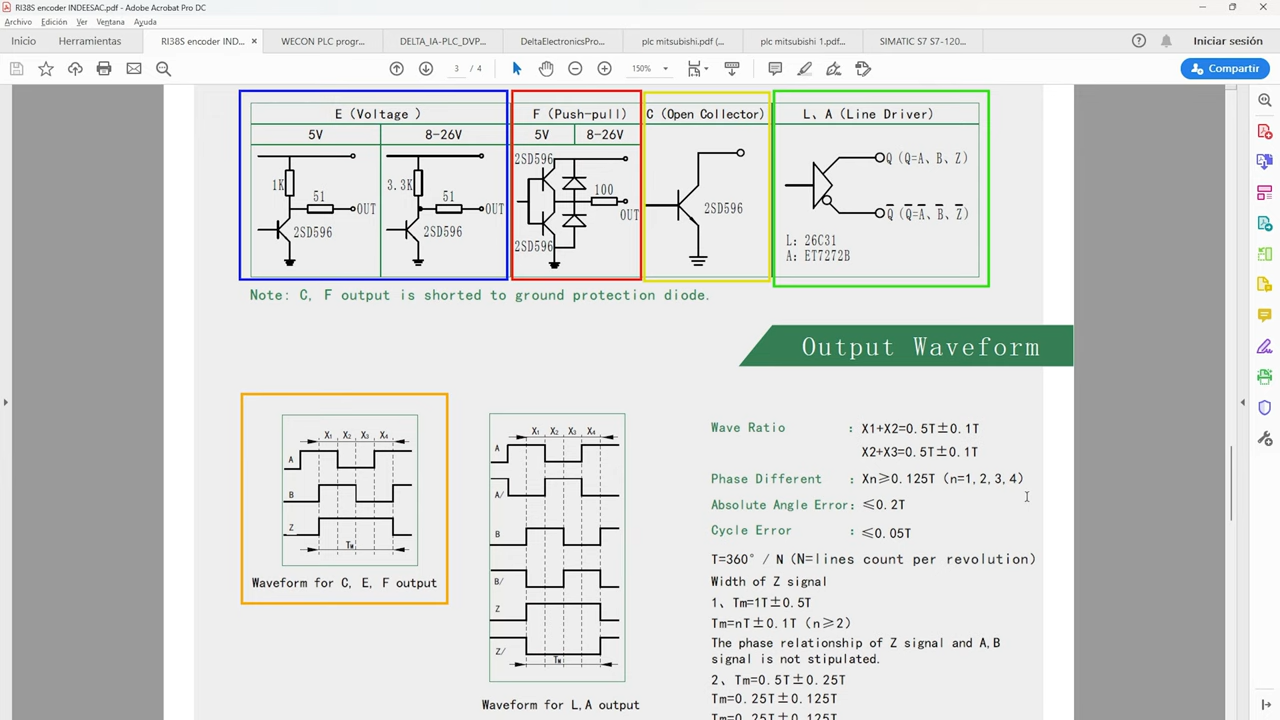 RI38S encoder INDEESAC.pdf - Adobe Acrobat Pro DC
Archivo Edición Ver Ventana Ayuda
Inicio Herramientas RI38S encoder IND... × WECON PLC progr... DELTA_IA-PLC_DVP... DeltaElectronicsPro... plc mitsubishi.pdf (... plc mitsubishi 1.pdf... SIMATIC S7 S7-120... Iniciar sesión
3 / 4 150% Compartir
E (Voltage ) F (Push-pull) C (Open Collector) L、A (Line Driver)
5V 8-26V 5V 8-26V
1K 51 OUT 2SD596
3.3K 51 OUT 2SD596
2SD596 100 OUT 2SD596
2SD596
Q (Q=A、B、Z)
Q̅ (Q̅=A̅、B̅、Z̅)
L: 26C31
A: ET7272B
Note: C, F output is shorted to ground protection diode.
Output Waveform
X₁ X₂ X₃ X₄
A
B
Z
Tм
Waveform for C, E, F output
X₁ X₂ X₃ X₄
A
A/
B
B/
Z
Z/
Tм
Waveform for L,A output
Wave Ratio : X1+X2=0.5T±0.1T
X2+X3=0.5T±0.1T
Phase Different : Xn≥0.125T (n=1,2,3,4)
Absolute Angle Error: ≤0.2T
Cycle Error : ≤0.05T
T=360° / N (N=lines count per revolution)
Width of Z signal
1、Tm=1T±0.5T
Tm=nT±0.1T (n≥2)
The phase relationship of Z signal and A,B
signal is not stipulated.
2、Tm=0.5T±0.25T
Tm=0.25T±0.125T
Tm=0.25T±0.125T